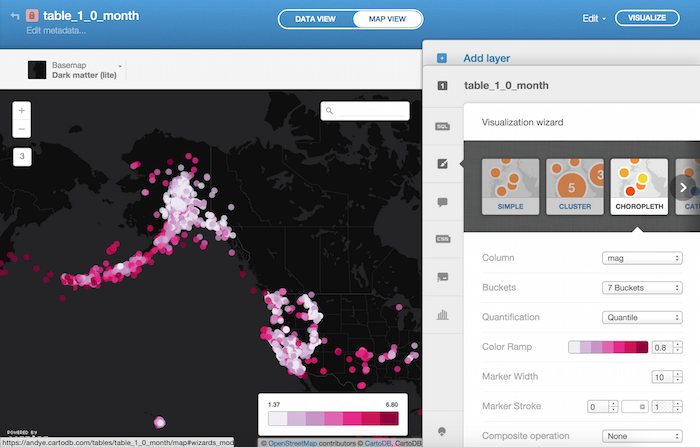 table_1_0_month
Edit metadata...
DATA VIEW
MAP VIEW
Edit
VISUALIZE
Basemap
Dark matter (lite)
Add layer
1
table_1_0_month
+
−
3
SQL
CSS
Visualization wizard
5
3
SIMPLE
CLUSTER
CHOROPLETH
CAT
Column
mag
Buckets
7 Buckets
Quantification
Quantile
Color Ramp
0.8
Marker Width
10
Marker Stroke
0
1
Composite operation
None
1.37
6.80
POWERED BY
https://andye.cartodb.com/tables/table_1_0_month/map#wizards_mod
© OpenStreetMap contributors © CartoDB, CartoDB